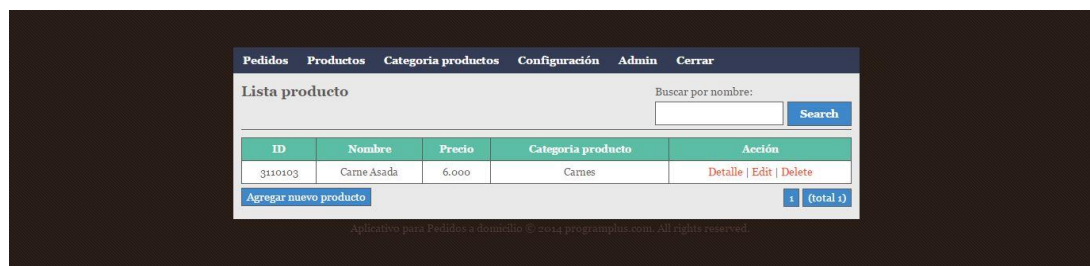 Pedidos Productos Categoria productos Configuración Admin Cerrar
Lista producto
Buscar por nombre:
Search
ID Nombre Precio Categoria producto Acción
3110103 Carne Asada 6.000 Carnes Detalle | Edit | Delete
Agregar nuevo producto 1 (total 1)
Aplicativo para Pedidos a domicilio © 2014 programplus.com. All rights reserved.